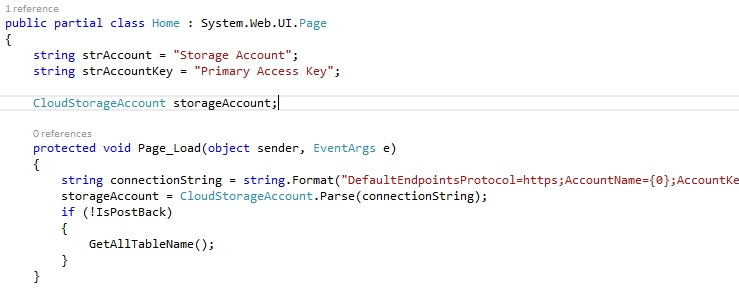 1 reference
public partial class Home : System.Web.UI.Page
{
string strAccount = "Storage Account";
string strAccountKey = "Primary Access Key";
CloudStorageAccount storageAccount;
0 references
protected void Page_Load(object sender, EventArgs e)
{
string connectionString = string.Format("DefaultEndpointsProtocol=https;AccountName={0};AccountKe
storageAccount = CloudStorageAccount.Parse(connectionString);
if (!IsPostBack)
{
GetAllTableName();
}
}